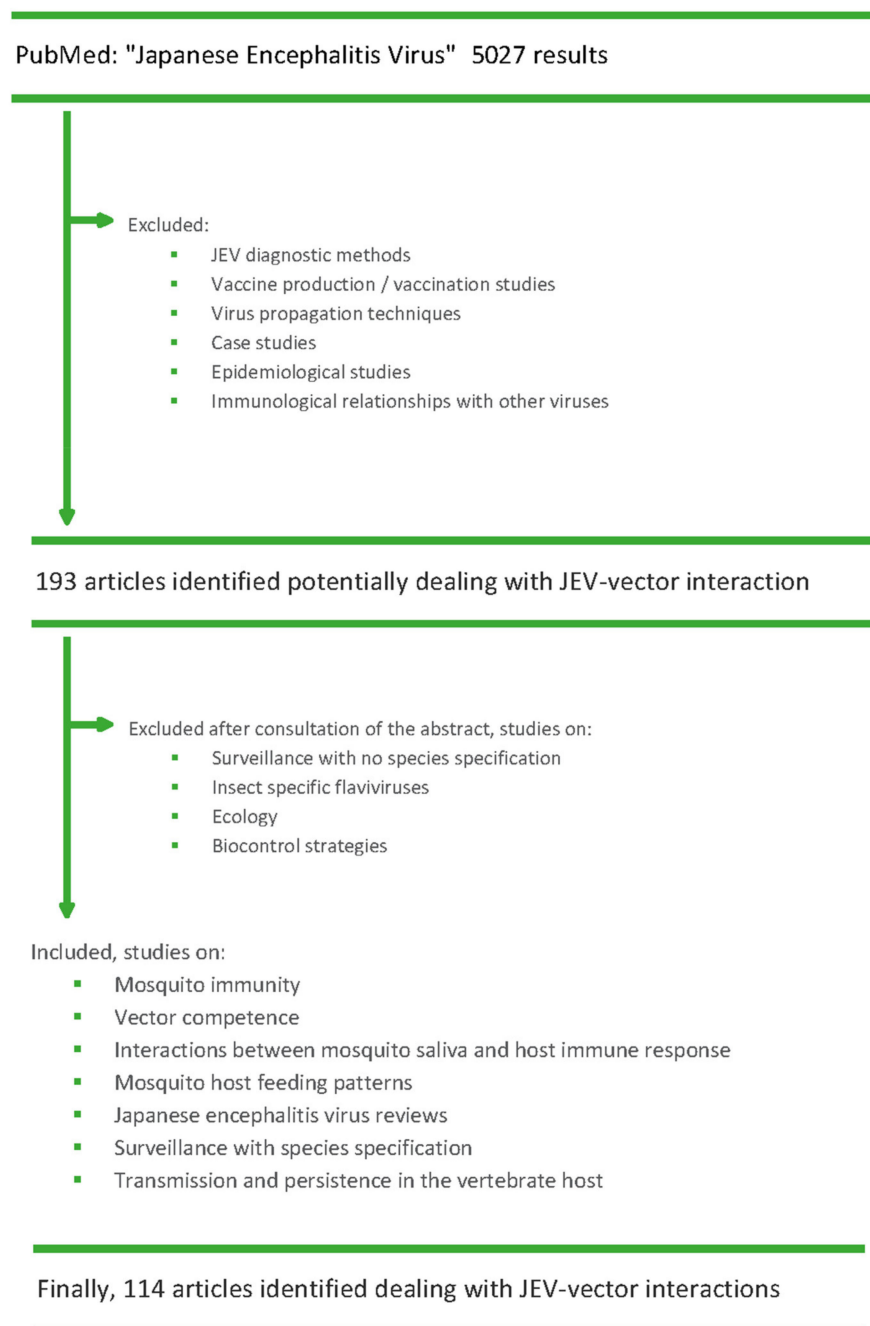 PubMed: "Japanese Encephalitis Virus" 5027 results
Excluded:
JEV diagnostic methods
Vaccine production / vaccination studies
Virus propagation techniques
Case studies
Epidemiological studies
Immunological relationships with other viruses
193 articles identified potentially dealing with JEV-vector interaction
Excluded after consultation of the abstract, studies on:
Surveillance with no species specification
Insect specific flaviviruses
Ecology
Biocontrol strategies
Included, studies on:
Mosquito immunity
Vector competence
Interactions between mosquito saliva and host immune response
Mosquito host feeding patterns
Japanese encephalitis virus reviews
Surveillance with species specification
Transmission and persistence in the vertebrate host
Finally, 114 articles identified dealing with JEV-vector interactions